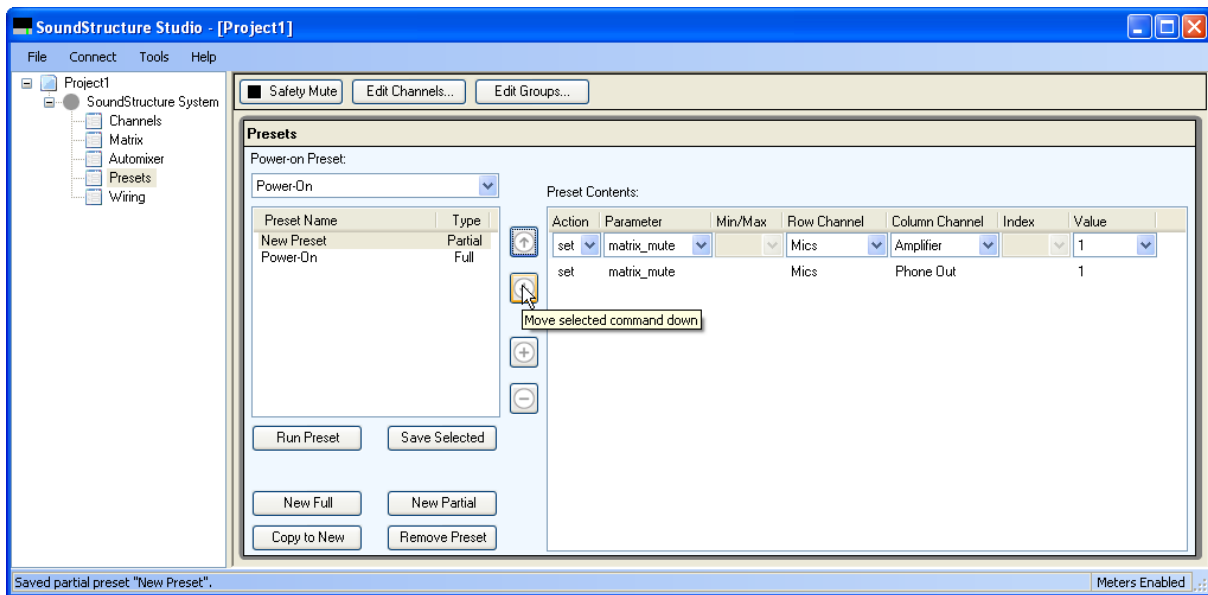 SoundStructure Studio - [Project1]
File Connect Tools Help
Project1
SoundStructure System
Channels
Matrix
Automixer
Presets
Wiring
Safety Mute Edit Channels... Edit Groups...
Presets
Power-on Preset:
Power-On
Preset Name Type
New Preset Partial
Power-On Full
Run Preset Save Selected
New Full New Partial
Copy to New Remove Preset
Move selected command down
Preset Contents:
Action Parameter Min/Max Row Channel Column Channel Index Value
set matrix_mute Mics Amplifier 1
set matrix_mute Mics Phone Out 1
Saved partial preset "New Preset". Meters Enabled